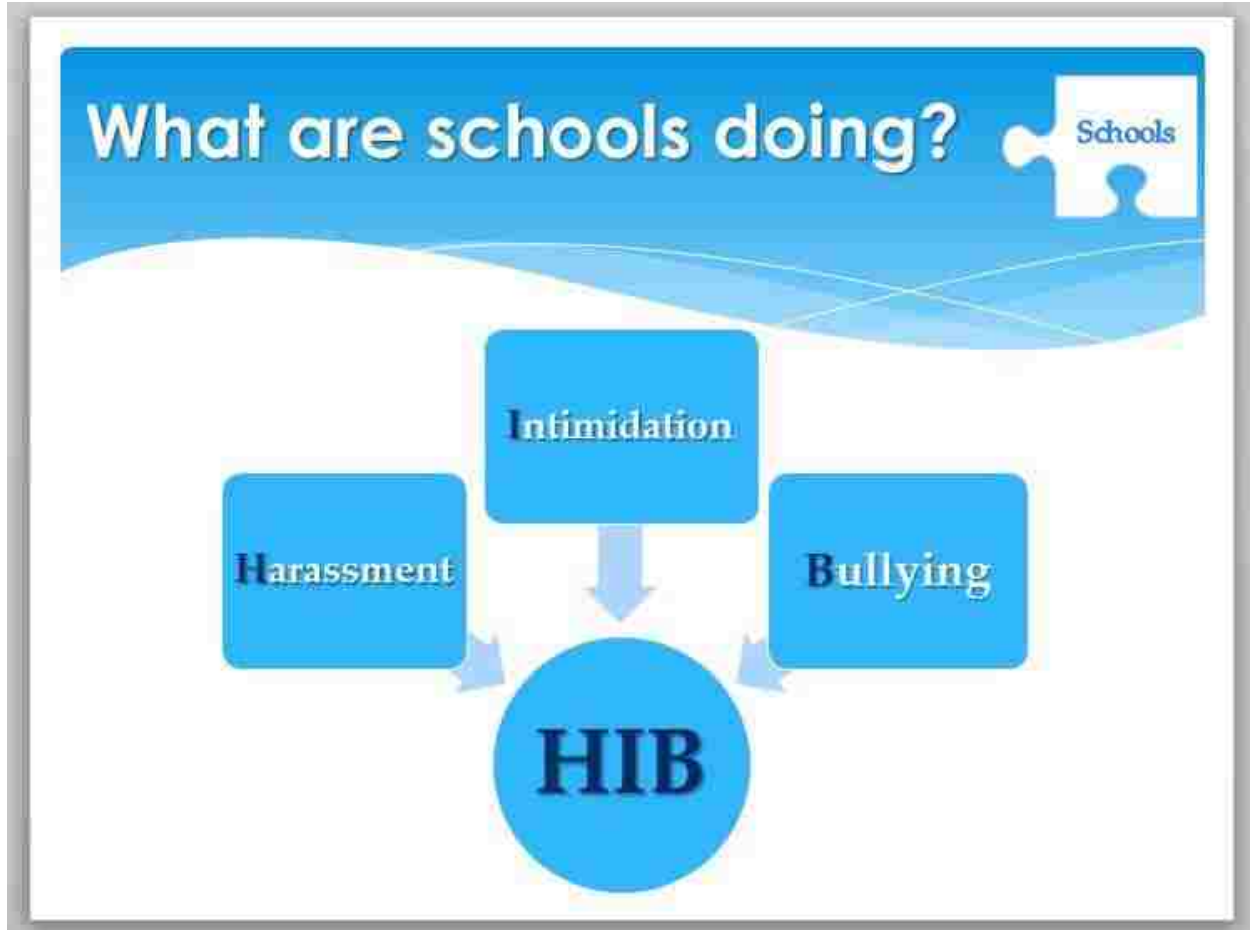 What are schools doing?
Schools
Intimidation
Harassment
Bullying
HIB